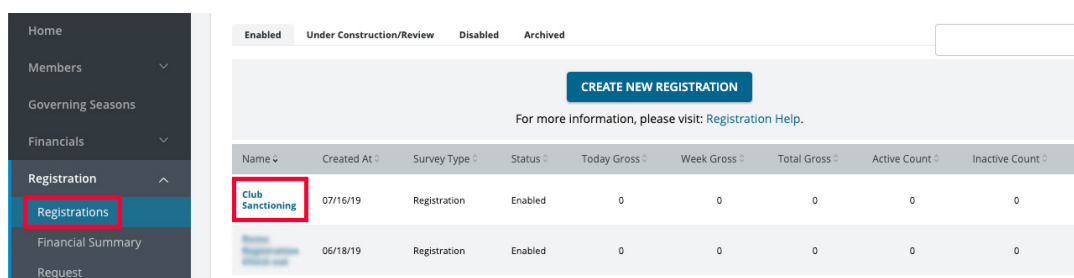 Home
Members
Governing Seasons
Financials
Registration
Registrations
Financial Summary
Request
Enabled Under Construction/Review Disabled Archived
CREATE NEW REGISTRATION
For more information, please visit: Registration Help.
Name Created At Survey Type Status Today Gross Week Gross Total Gross Active Count Inactive Count
Club
Sanctioning 07/16/19 Registration Enabled 0 0 0 0 0
06/18/19 Registration Enabled 0 0 0 0 0